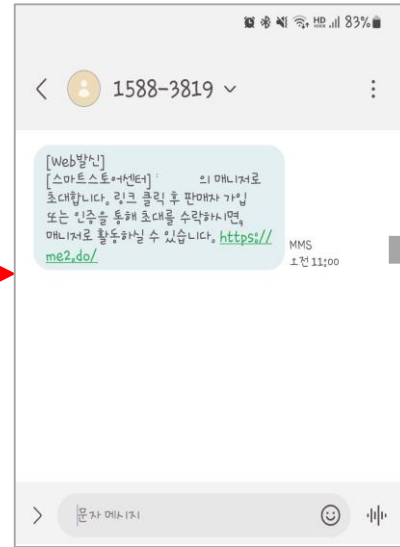 HD .ıl 83%
1588-3819
[Web발신]
[스마트스토어센터] 의 매니저로
초대합니다. 링크 클릭 후 판매자 가입
또는 인증을 통해 초대를 수락하시면,
매니저로 활동하실 수 있습니다. https://
me2.do/
MMS
오전 11:00
문자 메시지